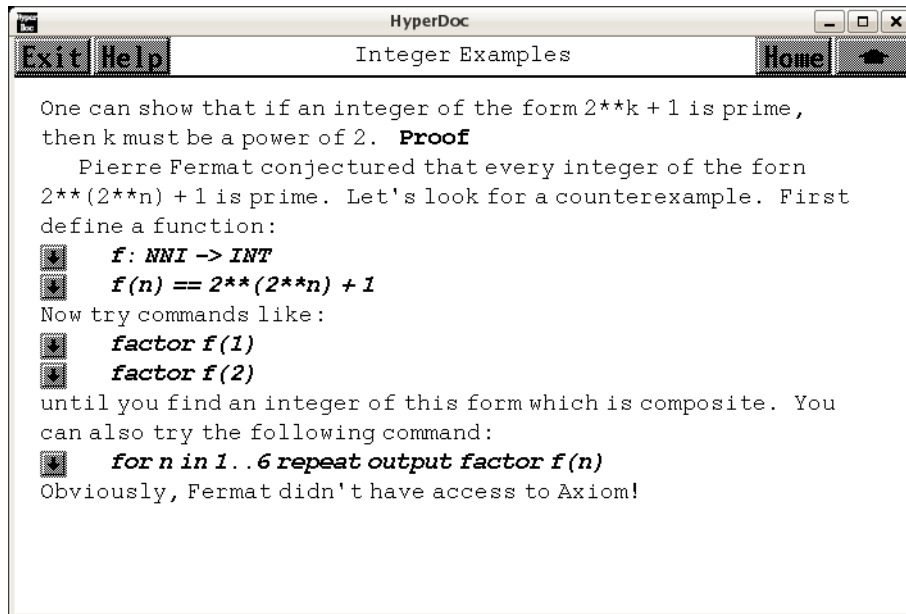 Hyper Doc
HyperDoc
Exit Help Integer Examples Home
One can show that if an integer of the form 2**k + 1 is prime,
then k must be a power of 2. Proof
Pierre Fermat conjectured that every integer of the forn
2**(2**n) + 1 is prime. Let's look for a counterexample. First
define a function:
f: NNI -> INT
f(n) == 2**(2**n) + 1
Now try commands like:
factor f(1)
factor f(2)
until you find an integer of this form which is composite. You
can also try the following command:
for n in 1..6 repeat output factor f(n)
Obviously, Fermat didn't have access to Axiom!